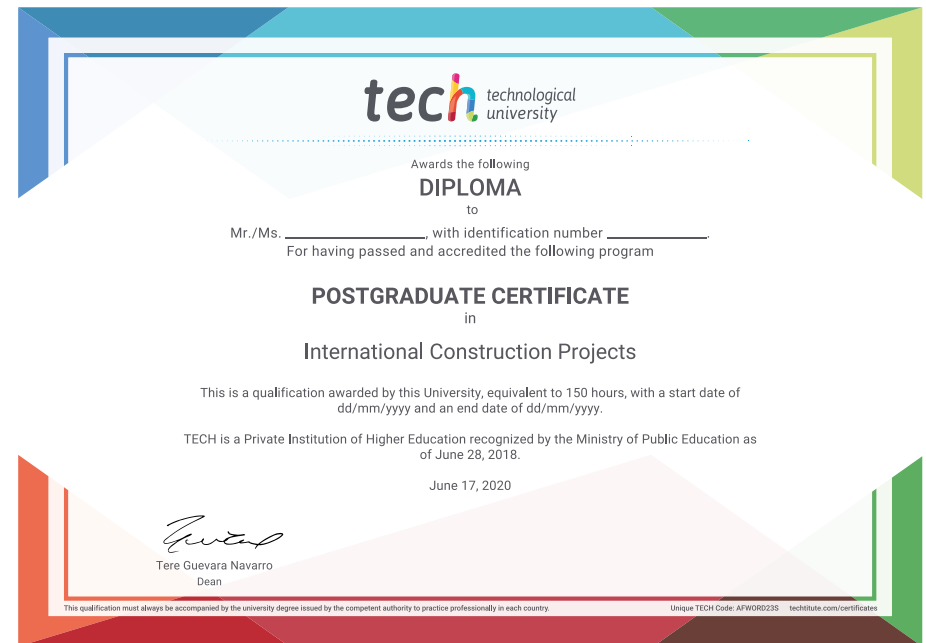 tech technological university
Awards the following
DIPLOMA
to
Mr./Ms. ____________________, with identification number ______________.
For having passed and accredited the following program
POSTGRADUATE CERTIFICATE
in
International Construction Projects
This is a qualification awarded by this University, equivalent to 150 hours, with a start date of
dd/mm/yyyy and an end date of dd/mm/yyyy.
TECH is a Private Institution of Higher Education recognized by the Ministry of Public Education as
of June 28, 2018.
June 17, 2020
Tere Guevara Navarro
Dean
This qualification must always be accompanied by the university degree issued by the competent authority to practice professionally in each country.
Unique TECH Code: AFWORD23S techtitute.com/certificates